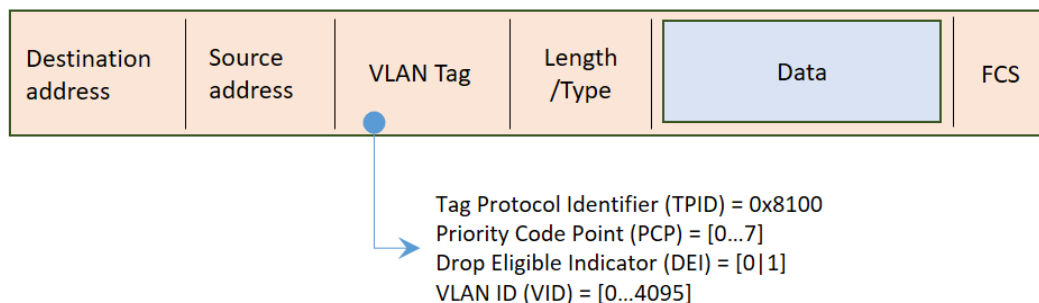 Destination
address
Source
address
VLAN Tag
Length
/Type
Data
FCS
Tag Protocol Identifier (TPID) = 0x8100
Priority Code Point (PCP) = [0...7]
Drop Eligible Indicator (DEI) = [0|1]
VLAN ID (VID) = [0...4095]